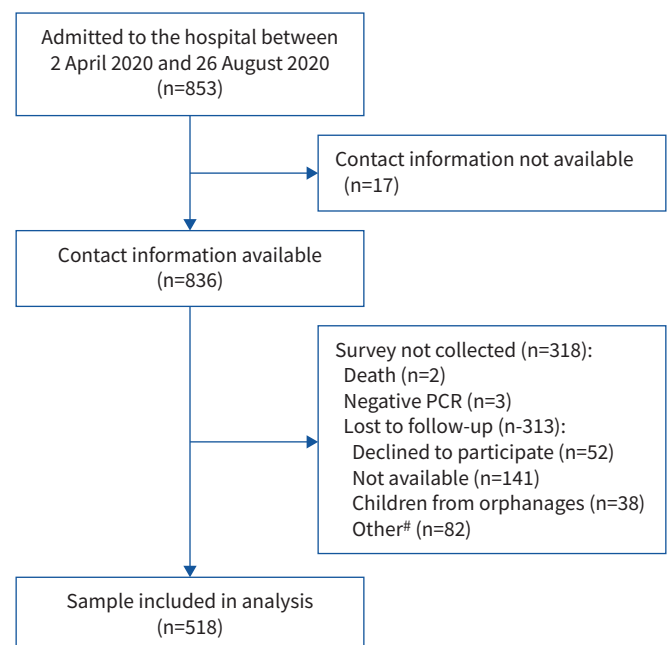 Admitted to the hospital between
2 April 2020 and 26 August 2020
(n=853)
Contact information not available
(n=17)
Contact information available
(n=836)
Survey not collected (n=318):
Death (n=2)
Negative PCR (n=3)
Lost to follow-up (n-313):
Declined to participate (n=52)
Not available (n=141)
Children from orphanages (n=38)
Other# (n=82)
Sample included in analysis
(n=518)